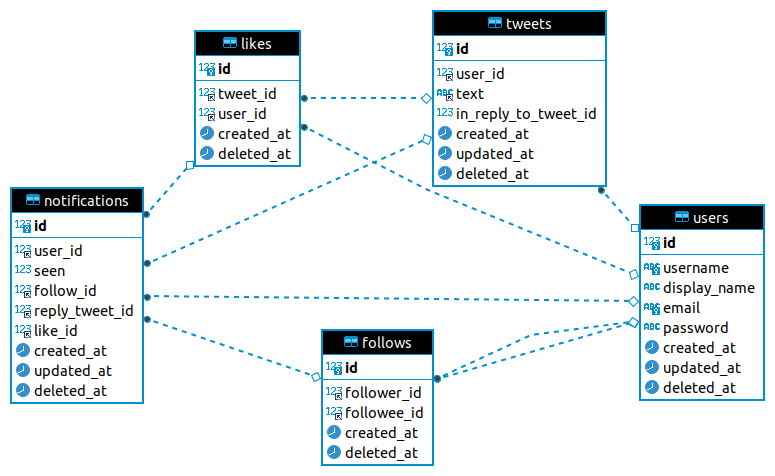 likes
id
tweet_id
user_id
created_at
deleted_at
tweets
id
user_id
text
in_reply_to_tweet_id
created_at
updated_at
deleted_at
notifications
id
user_id
seen
follow_id
reply_tweet_id
like_id
created_at
updated_at
deleted_at
users
id
username
display_name
email
password
created_at
updated_at
deleted_at
follows
id
follower_id
followee_id
created_at
deleted_at